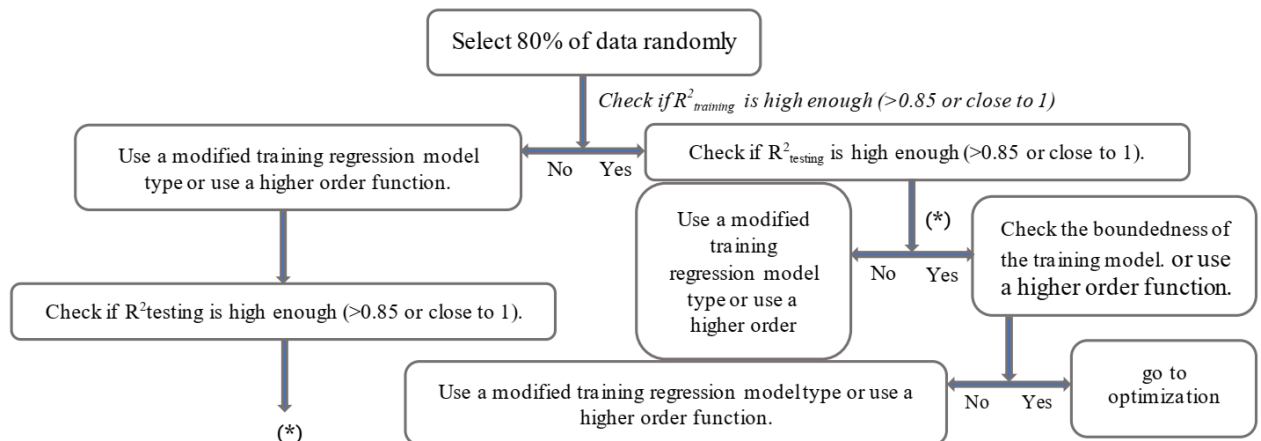 Select 80% of data randomly
Check if R²training is high enough (>0.85 or close to 1)
Use a modified training regression model
type or use a higher order function.
No Yes
Check if R²testing is high enough (>0.85 or close to 1).
Use a modified
training
regression model
type or use a
higher order
(*)
No Yes
Check the boundedness of
the training model. or use
a higher order function.
Check if R²testing is high enough (>0.85 or close to 1).
(*)
Use a modified training regression model type or use a
higher order function.
No Yes
go to
optimization